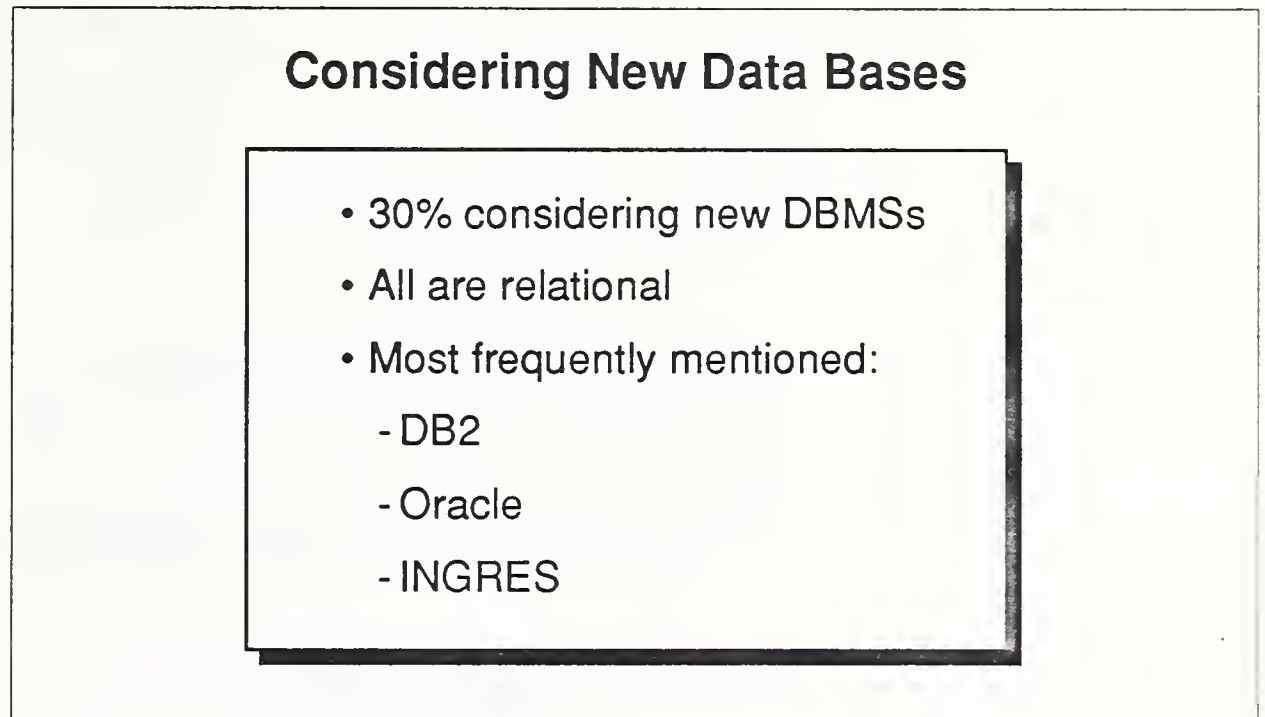 Considering New Data Bases
• 30% considering new DBMSs
• All are relational
• Most frequently mentioned:
- DB2
- Oracle
- INGRES